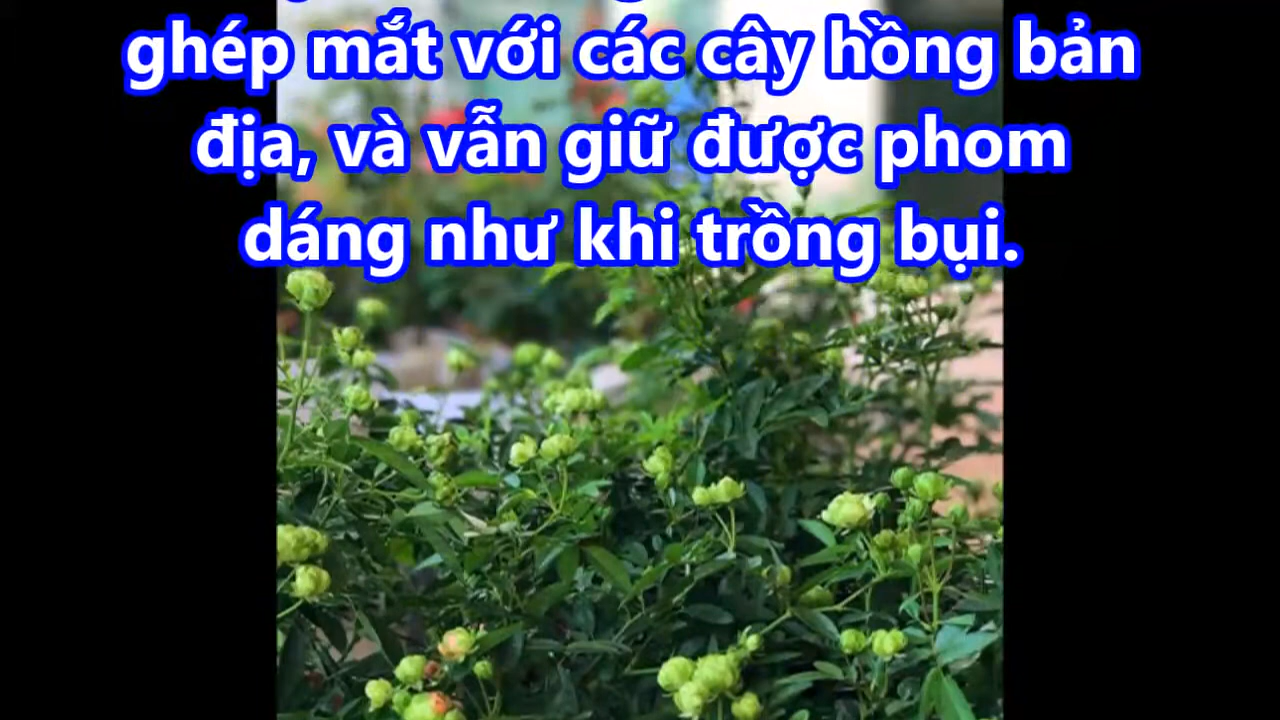 ghép mắt với các cây hồng bản
địa, và vẫn giữ được phom
dáng như khi trồng bụi.